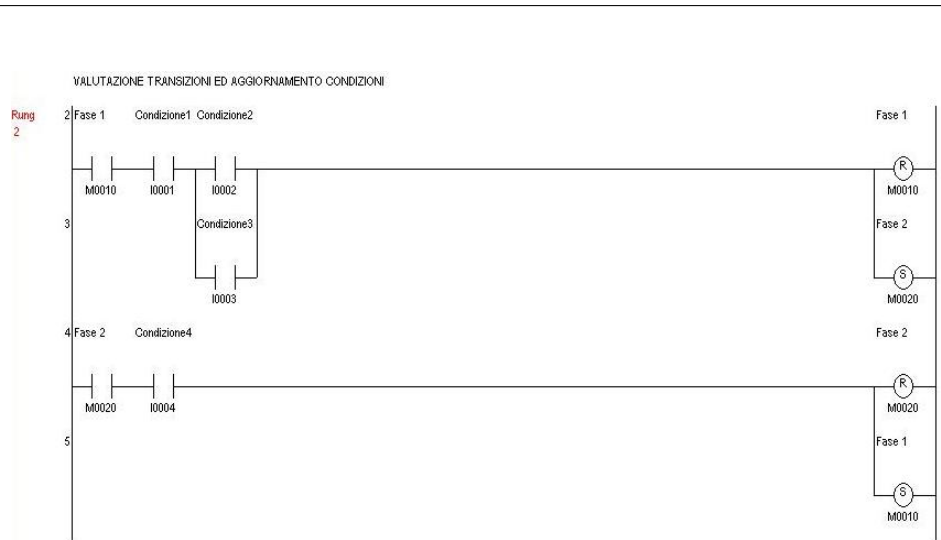 VALUTAZIONE TRANSIZIONI ED AGGIORNAMENTO CONDIZIONI
Rung 2 Fase 1 Condizione1 Condizione2 Fase 1
2
R
M0010 I0001 I0002 M0010
3 Condizione3 Fase 2
S
I0003 M0020
4 Fase 2 Condizione4 Fase 2
R
M0020 I0004 M0020
5 Fase 1
S
M0010